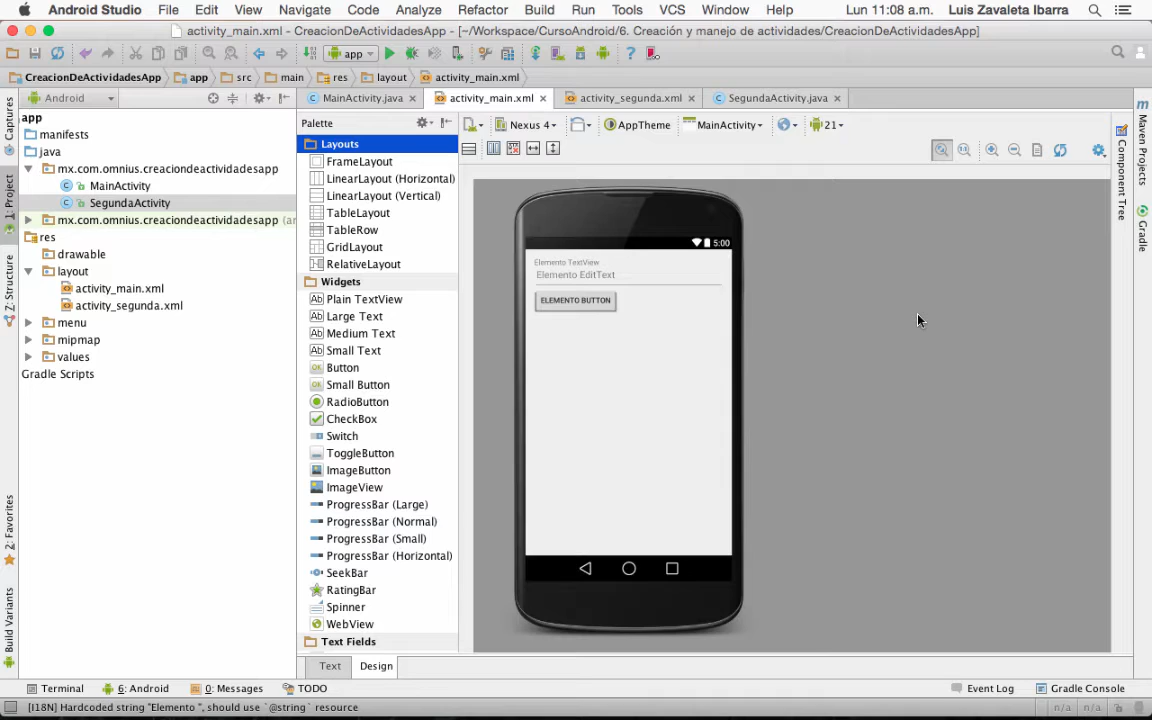 Android Studio File Edit View Navigate Code Analyze Refactor Build Run Tools VCS Window Help Lun 11:08 a.m. Luis Zavaleta Ibarra
activity_main.xml - CreacionDeActividadesApp - [~/Workspace/CursoAndroid/6. Creación y manejo de actividades/CreacionDeActividadesApp]
app
CreacionDeActividadesApp app src main res layout activity_main.xml
Android
MainActivity.java activity_main.xml activity_segunda.xml SegundaActivity.java
Captures
1: Project
Z: Structure
2: Favorites
Build Variants
app
manifests
java
mx.com.omnius.creaciondeactividadesapp
MainActivity
SegundaActivity
mx.com.omnius.creaciondeactividadesapp (ar
res
drawable
layout
activity_main.xml
activity_segunda.xml
menu
mipmap
values
Gradle Scripts
Palette
Layouts
FrameLayout
LinearLayout (Horizontal)
LinearLayout (Vertical)
TableLayout
TableRow
GridLayout
RelativeLayout
Widgets
Ab Plain TextView
Ab Large Text
Ab Medium Text
Ab Small Text
OK Button
OK Small Button
RadioButton
CheckBox
Switch
ToggleButton
ImageButton
ImageView
ProgressBar (Large)
ProgressBar (Normal)
ProgressBar (Small)
ProgressBar (Horizontal)
SeekBar
RatingBar
Spinner
WebView
Text Fields
Nexus 4 AppTheme MainActivity 21
5:00
Elemento TextView
Elemento EditText
ELEMENTO BUTTON
Maven Projects
Gradle
Component Tree
Text Design
Terminal 6: Android 0: Messages TODO Event Log Gradle Console
[I18N] Hardcoded string "Elemento ", should use `@string` resource n/a n/a